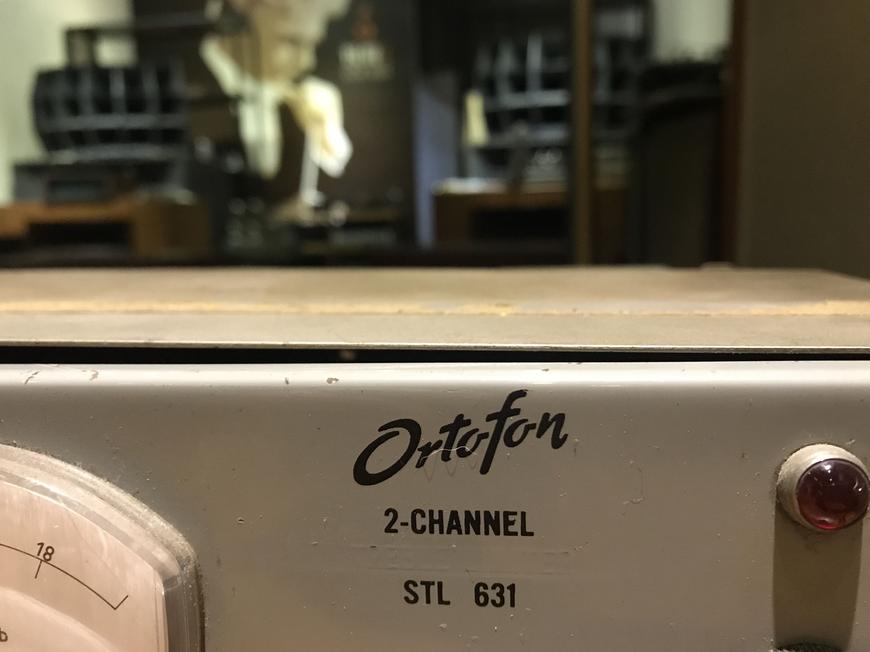 Ortofon
2-CHANNEL
STL 631
18
b